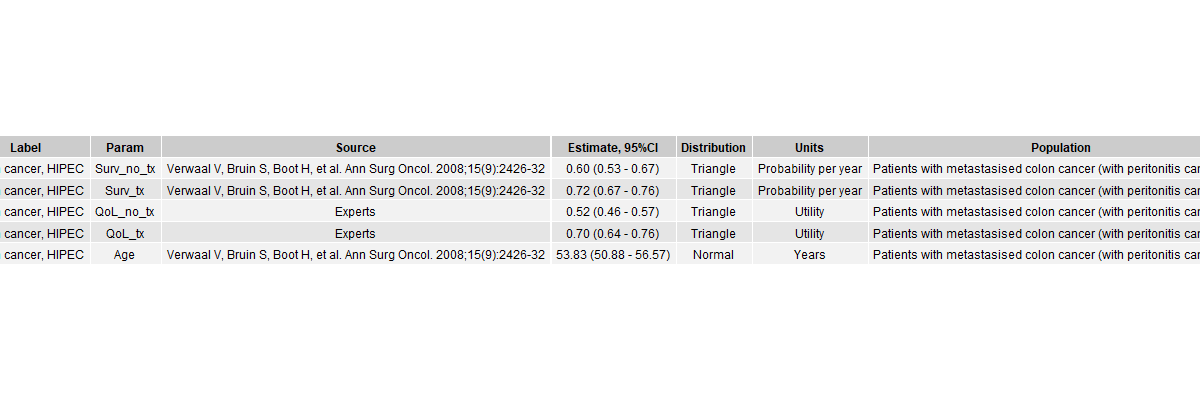 Label Param Source Estimate, 95%CI Distribution Units Population
cancer, HIPEC Surv_no_tx Verwaal V, Bruin S, Boot H, et al. Ann Surg Oncol. 2008;15(9):2426-32 0.60 (0.53 - 0.67) Triangle Probability per year Patients with metastasised colon cancer (with peritonitis
cancer, HIPEC Surv_tx Verwaal V, Bruin S, Boot H, et al. Ann Surg Oncol. 2008;15(9):2426-32 0.72 (0.67 - 0.76) Triangle Probability per year Patients with metastasised colon cancer (with peritonitis
cancer, HIPEC QoL_no_tx Experts 0.52 (0.46 - 0.57) Triangle Utility Patients with metastasised colon cancer (with peritonitis
cancer, HIPEC QoL_tx Experts 0.70 (0.64 - 0.76) Triangle Utility Patients with metastasised colon cancer (with peritonitis
cancer, HIPEC Age Verwaal V, Bruin S, Boot H, et al. Ann Surg Oncol. 2008;15(9):2426-32 53.83 (50.88 - 56.57) Normal Years Patients with metastasised colon cancer (with peritonitis